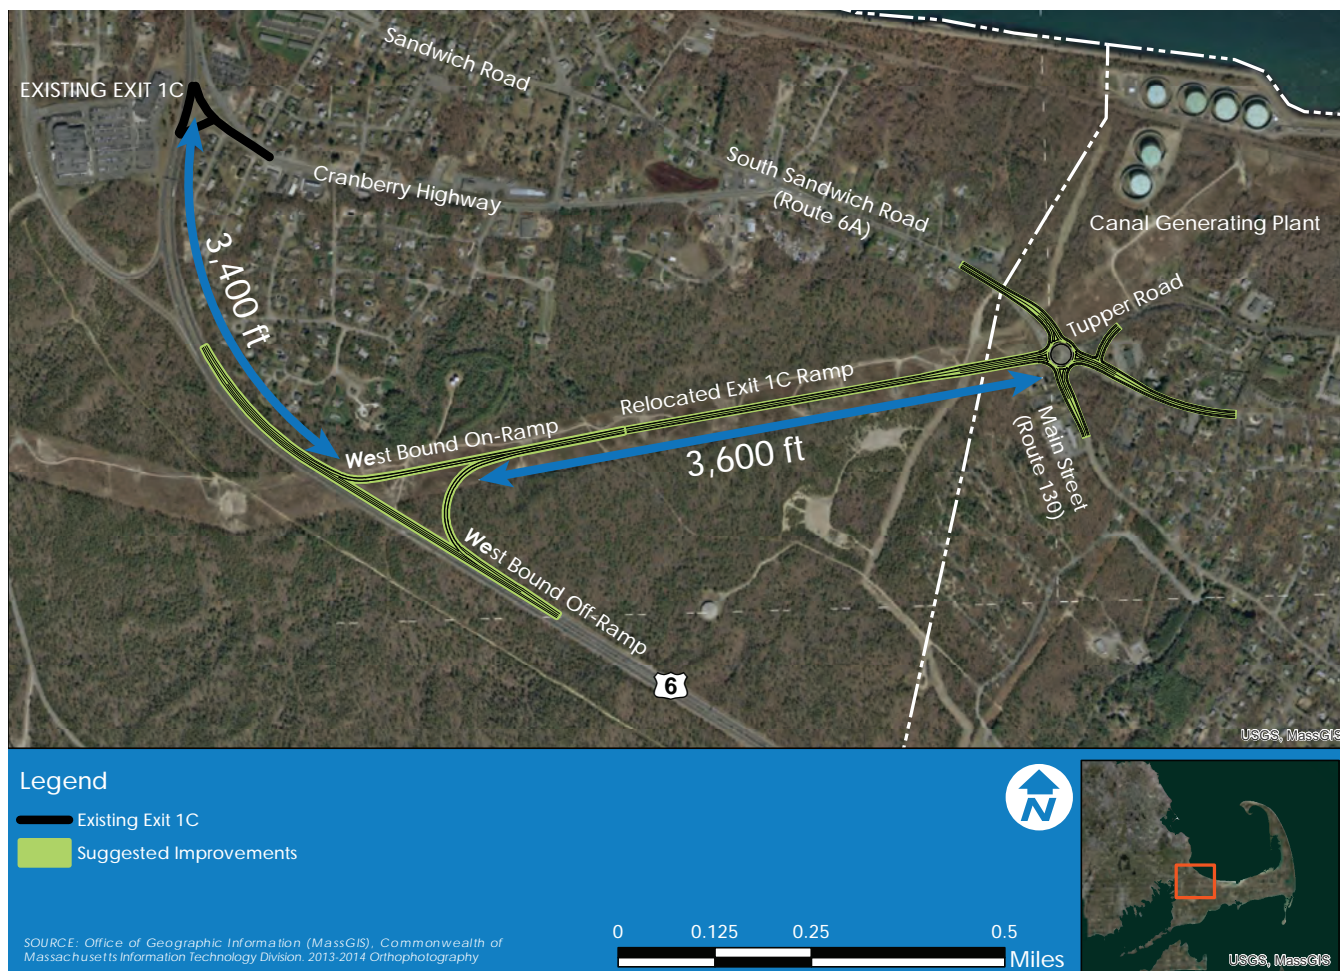 Sandwich Road
EXISTING EXIT 1C
Cranberry Highway
South Sandwich Road
(Route 6A)
Canal Generating Plant
3,400 ft
Tupper Road
Relocated Exit 1C Ramp
West Bound On-Ramp
3,600 ft
Main Street
(Route 130)
West Bound Off-Ramp
6
USGS, MassGIS
Legend
Existing Exit 1C
Suggested Improvements
N
SOURCE: Office of Geographic Information (MassGIS), Commonwealth of
Massachusetts Information Technology Division. 2013-2014 Orthophotography
0 0.125 0.25 0.5
Miles
USGS, MassGIS